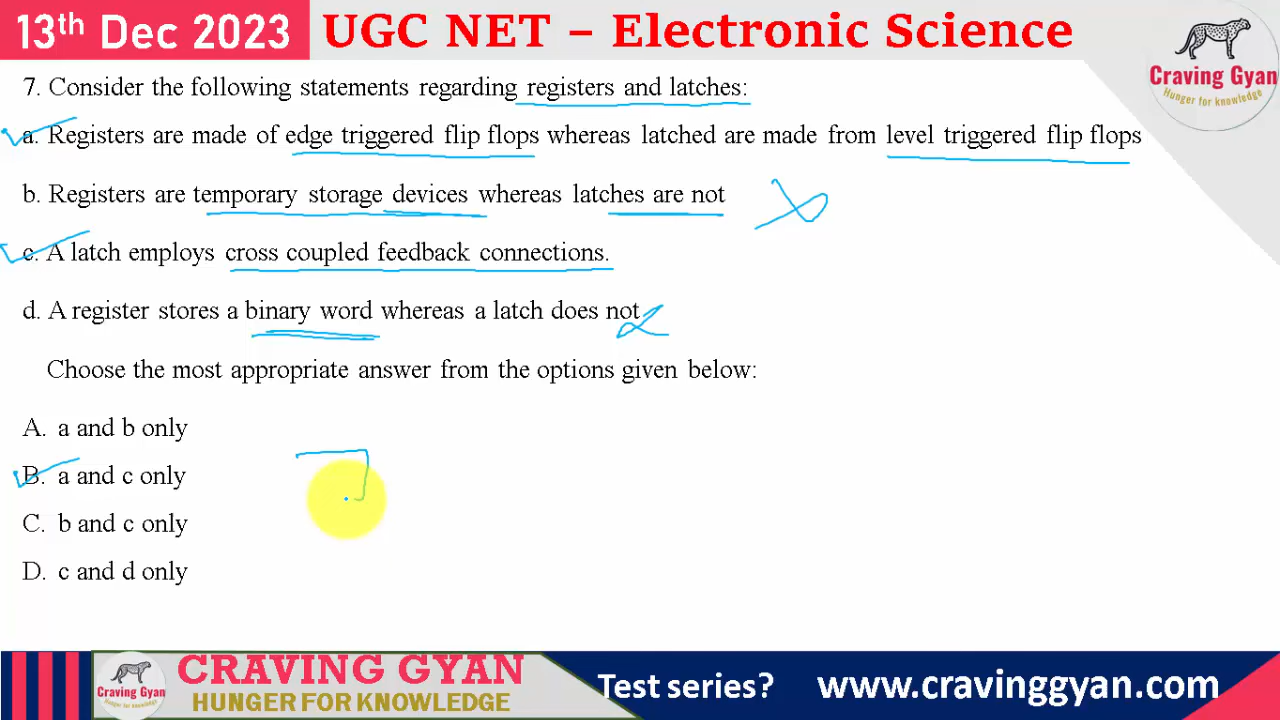 13th Dec 2023
UGC NET – Electronic Science
Craving Gyan
Hunger for knowledge
7. Consider the following statements regarding registers and latches:
a. Registers are made of edge triggered flip flops whereas latched are made from level triggered flip flops
b. Registers are temporary storage devices whereas latches are not
c. A latch employs cross coupled feedback connections.
d. A register stores a binary word whereas a latch does not
Choose the most appropriate answer from the options given below:
A. a and b only
B. a and c only
C. b and c only
D. c and d only
Craving Gyan
Hunger for knowledge
CRAVING GYAN
HUNGER FOR KNOWLEDGE
Test series?
www.cravinggyan.com